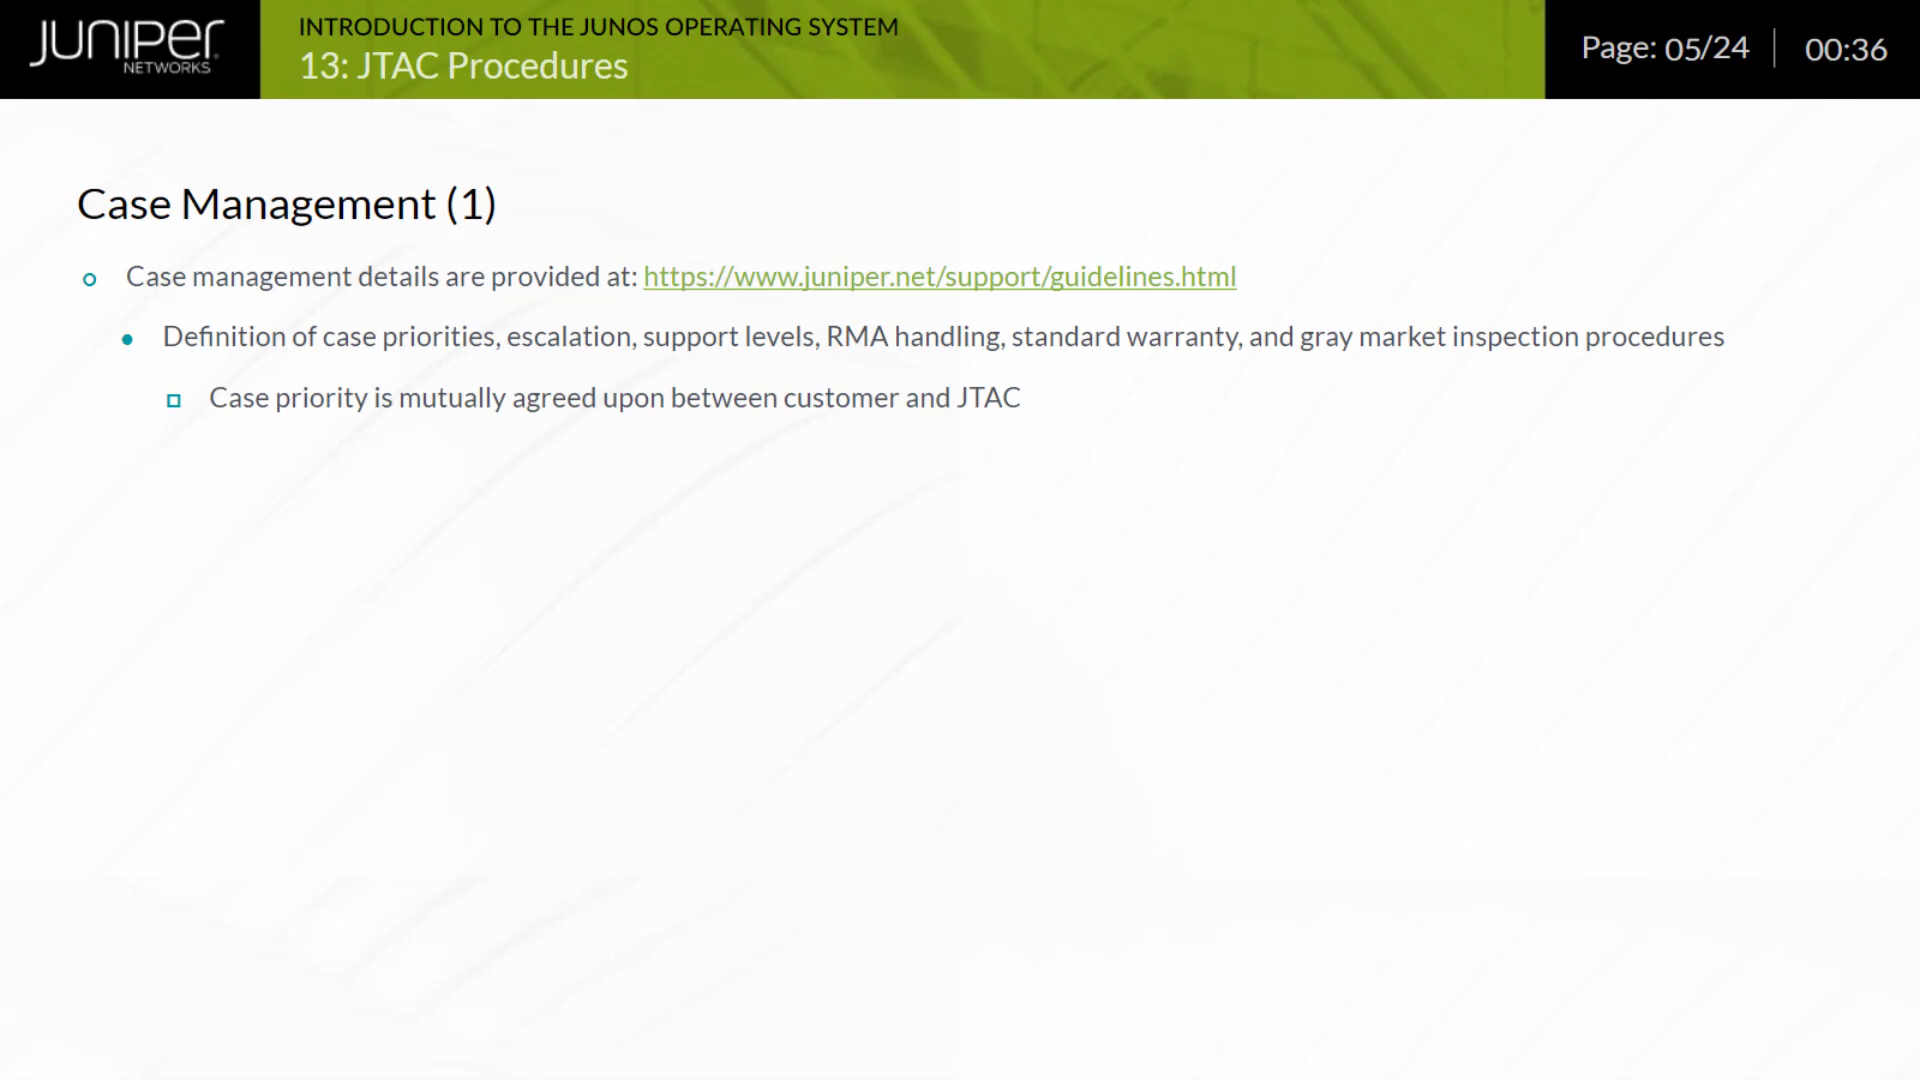 JUNIPEr
NETWORKS
INTRODUCTION TO THE JUNOS OPERATING SYSTEM
13: JTAC Procedures
Page: 05/24
00:36
Case Management (1)
Case management details are provided at: https://www.juniper.net/support/guidelines.html
Definition of case priorities, escalation, support levels, RMA handling, standard warranty, and gray market inspection procedures
Case priority is mutually agreed upon between customer and JTAC